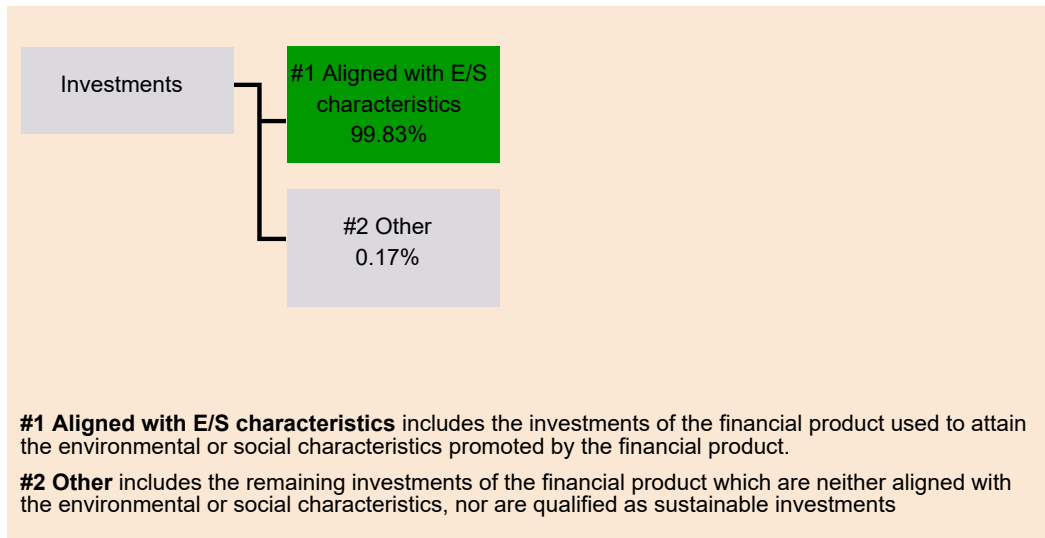 Investments
#1 Aligned with E/S
characteristics
99.83%
#2 Other
0.17%
#1 Aligned with E/S characteristics includes the investments of the financial product used to attain
the environmental or social characteristics promoted by the financial product.
#2 Other includes the remaining investments of the financial product which are neither aligned with
the environmental or social characteristics, nor are qualified as sustainable investments